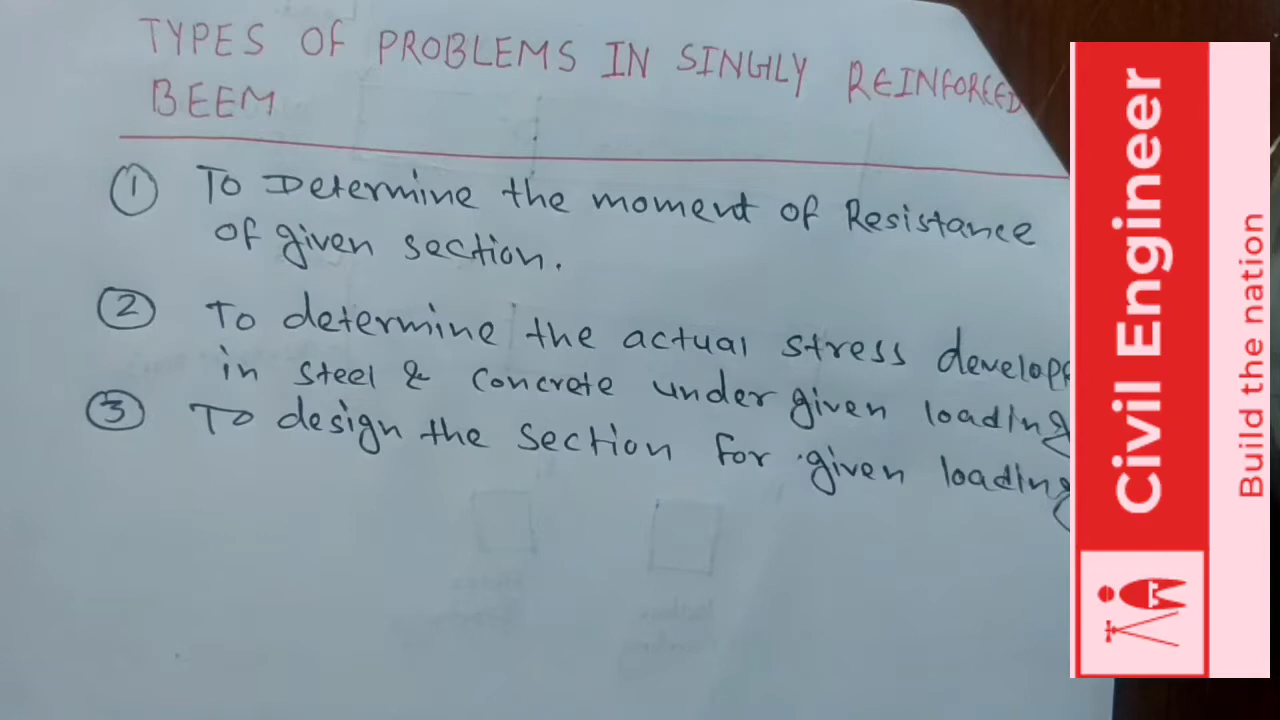 TYPES OF PROBLEMS IN SINGLY REINFORCED
BEEM
① To Determine the moment of Resistance
of given section.
② To determine the actual stress develop
in steel & concrete under given loading
③ To design the section for given loading
Civil Engineer
Build the nation